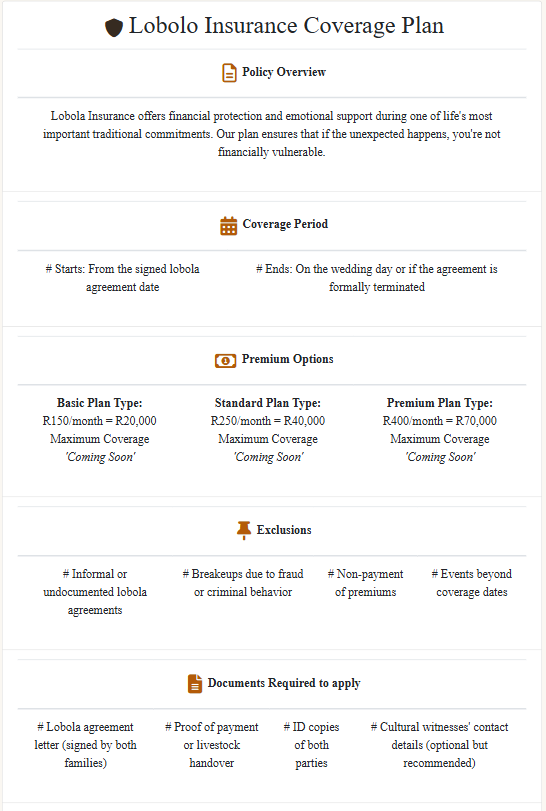 Lobolo Insurance Coverage Plan
Policy Overview
Lobola Insurance offers financial protection and emotional support during one of life's most
important traditional commitments. Our plan ensures that if the unexpected happens, you're not
financially vulnerable.
Coverage Period
# Starts: From the signed lobola
agreement date
# Ends: On the wedding day or if the agreement is
formally terminated
Premium Options
Basic Plan Type:
R150/month = R20,000
Maximum Coverage
'Coming Soon'
Standard Plan Type:
R250/month = R40,000
Maximum Coverage
'Coming Soon'
Premium Plan Type:
R400/month = R70,000
Maximum Coverage
'Coming Soon'
Exclusions
# Informal or
undocumented lobola
agreements
# Breakeups due to fraud
or criminal behavior
# Non-payment
of premiums
# Events beyond
coverage dates
Documents Required to apply
# Lobola agreement
letter (signed by both
families)
# Proof of payment
or livestock
handover
# ID copies
of both
parties
# Cultural witnesses' contact
details (optional but
recommended)